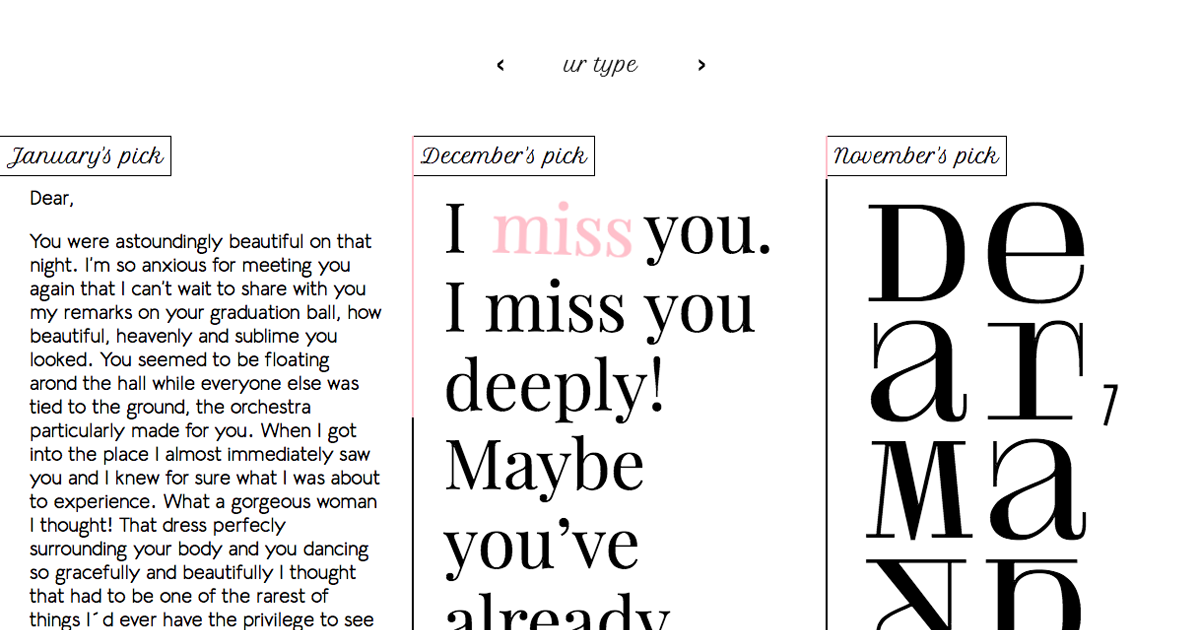 ‹ ur type ›
January's pick
Dear,
You were astoundingly beautiful on that
night. I'm so anxious for meeting you
again that I can't wait to share with you
my remarks on your graduation ball, how
beautiful, heavenly and sublime you
looked. You seemed to be floating
arond the hall while everyone else was
tied to the ground, the orchestra
particularly made for you. When I got
into the place I almost immediately saw
you and I knew for sure what I was about
to experience. What a gorgeous woman
I thought! That dress perfecly
surrounding your body and you dancing
so gracefully and beautifully I thought
that had to be one of the rarest of
things I´d ever have the privilege to see
December's pick
I miss you.
I miss you
deeply!
Maybe
you’ve
already
November's pick
De
ar,
Ma